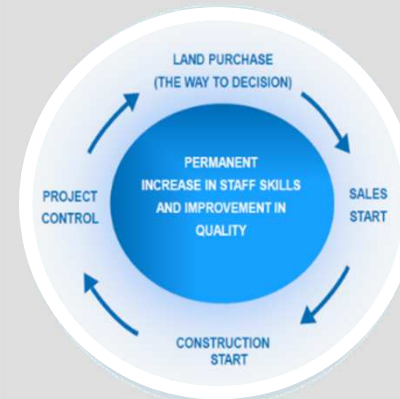 LAND PURCHASE
(THE WAY TO DECISION)
PERMANENT
INCREASE IN STAFF SKILLS
AND IMPROVEMENT IN
QUALITY
PROJECT
CONTROL
SALES
START
CONSTRUCTION
START